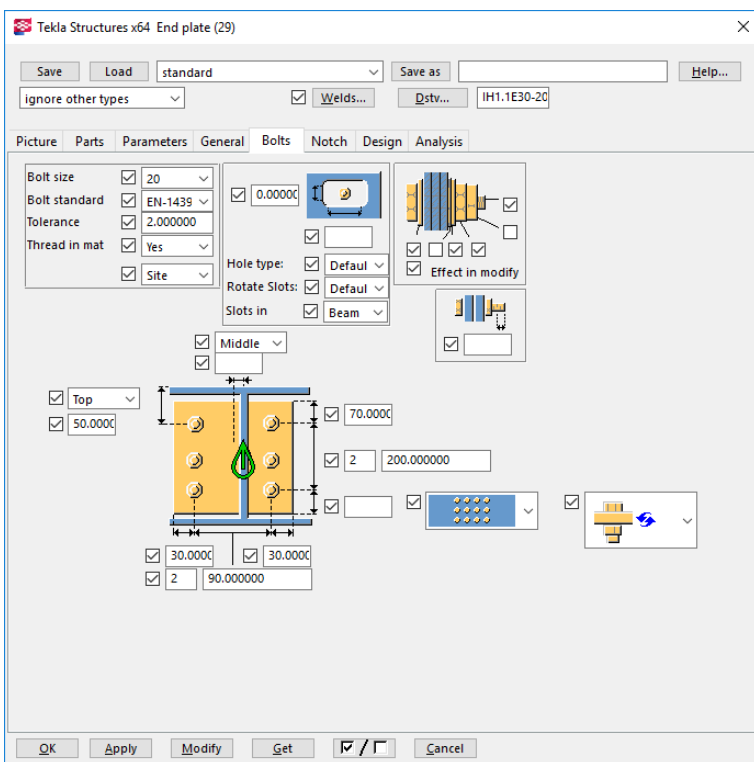 Tekla Structures x64 End plate (29)
Save Load standard Save as Help...
ignore other types Welds... Dstv... IH1.1E30-20
Picture Parts Parameters General Bolts Notch Design Analysis
Bolt size 20
Bolt standard EN-1439
Tolerance 2.000000
Thread in mat Yes
Site
0.0000
Hole type: Defaul
Rotate Slots: Defaul
Slots in Beam
Effect in modify
Middle
Top
50.0000
70.0000
2 200.000000
30.0000 30.0000
2 90.000000
OK Apply Modify Get / Cancel